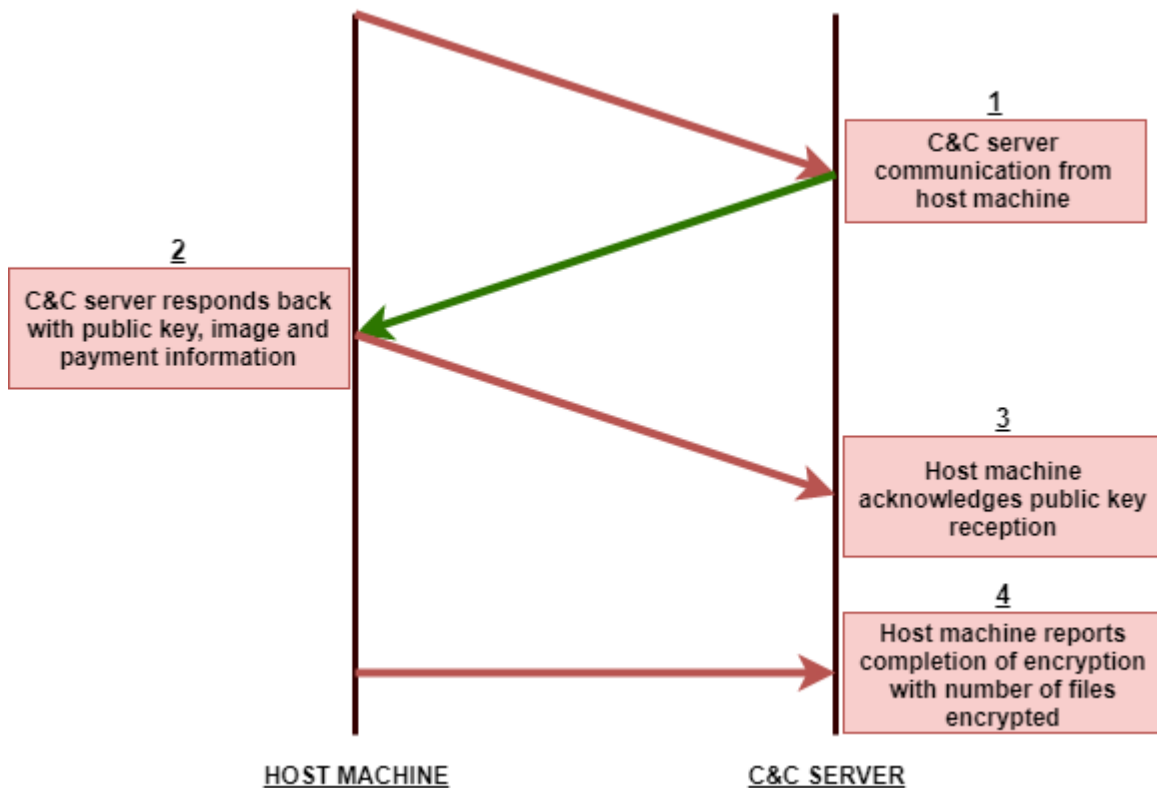 1
C&C server
communication from
host machine
2
C&C server responds back
with public key, image and
payment information
3
Host machine
acknowledges public key
reception
4
Host machine reports
completion of encryption
with number of files
encrypted
HOST MACHINE
C&C SERVER